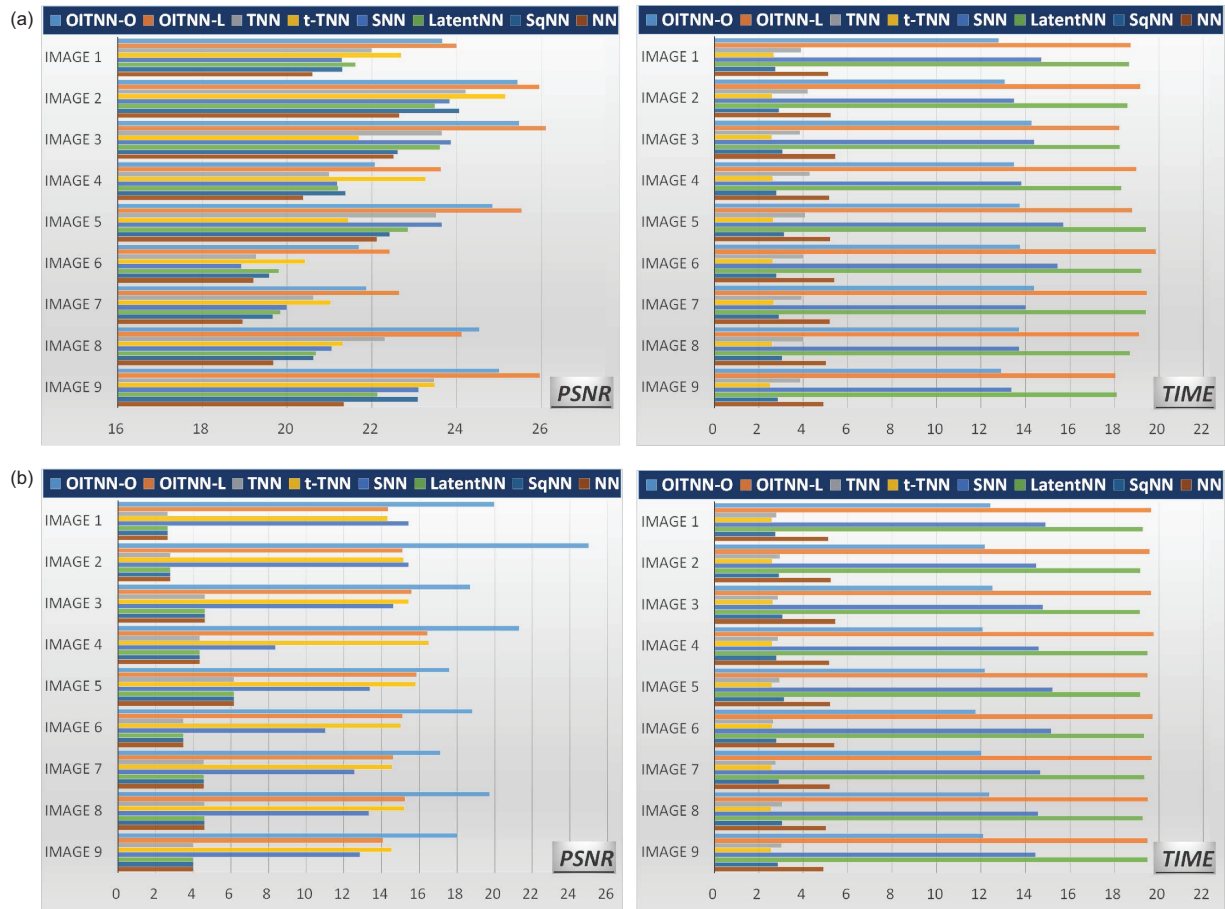 (a)
OITNN-O OITNN-L TNN t-TNN SNN LatentNN SqNN NN
IMAGE 1
IMAGE 2
IMAGE 3
IMAGE 4
IMAGE 5
IMAGE 6
IMAGE 7
IMAGE 8
IMAGE 9
PSNR
16 18 20 22 24 26
OITNN-O OITNN-L TNN t-TNN SNN LatentNN SqNN NN
IMAGE 1
IMAGE 2
IMAGE 3
IMAGE 4
IMAGE 5
IMAGE 6
IMAGE 7
IMAGE 8
IMAGE 9
TIME
0 2 4 6 8 10 12 14 16 18 20 22
(b)
OITNN-O OITNN-L TNN t-TNN SNN LatentNN SqNN NN
IMAGE 1
IMAGE 2
IMAGE 3
IMAGE 4
IMAGE 5
IMAGE 6
IMAGE 7
IMAGE 8
IMAGE 9
PSNR
0 2 4 6 8 10 12 14 16 18 20 22 24 26
OITNN-O OITNN-L TNN t-TNN SNN LatentNN SqNN NN
IMAGE 1
IMAGE 2
IMAGE 3
IMAGE 4
IMAGE 5
IMAGE 6
IMAGE 7
IMAGE 8
IMAGE 9
TIME
0 2 4 6 8 10 12 14 16 18 20 22